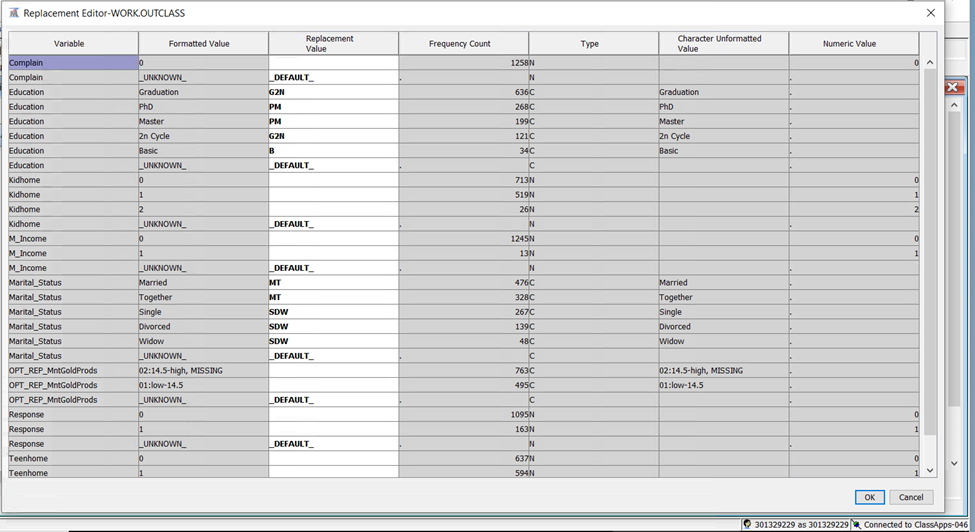 Replacement Editor-WORK.OUTCLASS
Variable Formatted Value Replacement Value Frequency Count Type Character Unformatted Value Numeric Value
Complain 0 1258 N 0
Complain _UNKNOWN_ _DEFAULT_ . N .
Education Graduation G2N 636 C Graduation .
Education PhD PM 268 C PhD .
Education Master PM 199 C Master .
Education 2n Cycle G2N 121 C 2n Cycle .
Education Basic B 34 C Basic .
Education _UNKNOWN_ _DEFAULT_ . C .
Kidhome 0 713 N 0
Kidhome 1 519 N 1
Kidhome 2 26 N 2
Kidhome _UNKNOWN_ _DEFAULT_ . N .
M_Income 0 1245 N 0
M_Income 1 13 N 1
M_Income _UNKNOWN_ _DEFAULT_ . N .
Marital_Status Married MT 476 C Married .
Marital_Status Together MT 328 C Together .
Marital_Status Single SDW 267 C Single .
Marital_Status Divorced SDW 139 C Divorced .
Marital_Status Widow SDW 48 C Widow .
Marital_Status _UNKNOWN_ _DEFAULT_ . C .
OPT_REP_MntGoldProds 02:14.5-high, MISSING 763 C 02:14.5-high, MISSING .
OPT_REP_MntGoldProds 01:low-14.5 495 C 01:low-14.5 .
OPT_REP_MntGoldProds _UNKNOWN_ _DEFAULT_ . C .
Response 0 1095 N 0
Response 1 163 N 1
Response _UNKNOWN_ _DEFAULT_ . N .
Teenhome 0 637 N 0
Teenhome 1 594 N 1
OK Cancel
301329229 as 301329229 Connected to ClassApps-046